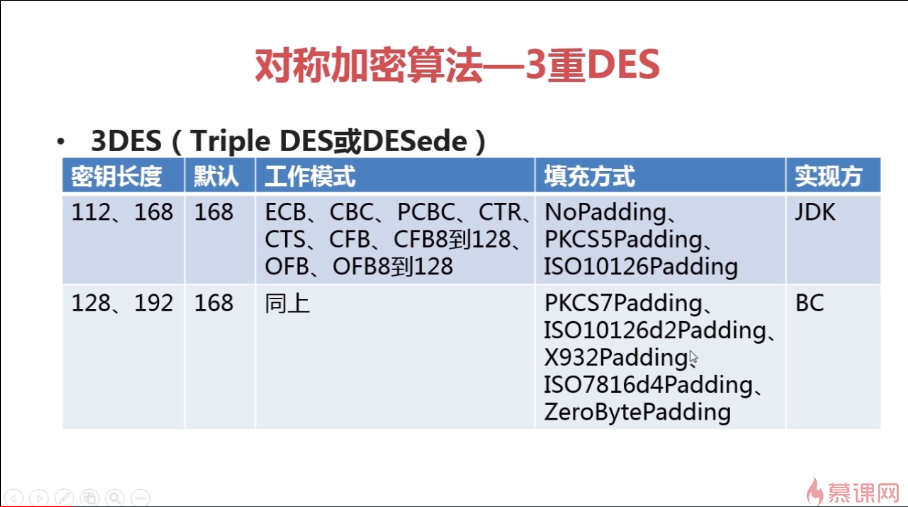 对称加密算法—3重DES
• 3DES（Triple DES或DESede）
密钥长度 默认 工作模式 填充方式 实现方
112、168 168 ECB、CBC、PCBC、CTR、 NoPadding、 JDK
CTS、CFB、CFB8到128、 PKCS5Padding、
OFB、OFB8到128 ISO10126Padding
128、192 168 同上 PKCS7Padding、 BC
ISO10126d2Padding、
X932Padding、
ISO7816d4Padding、
ZeroBytePadding
慕课网